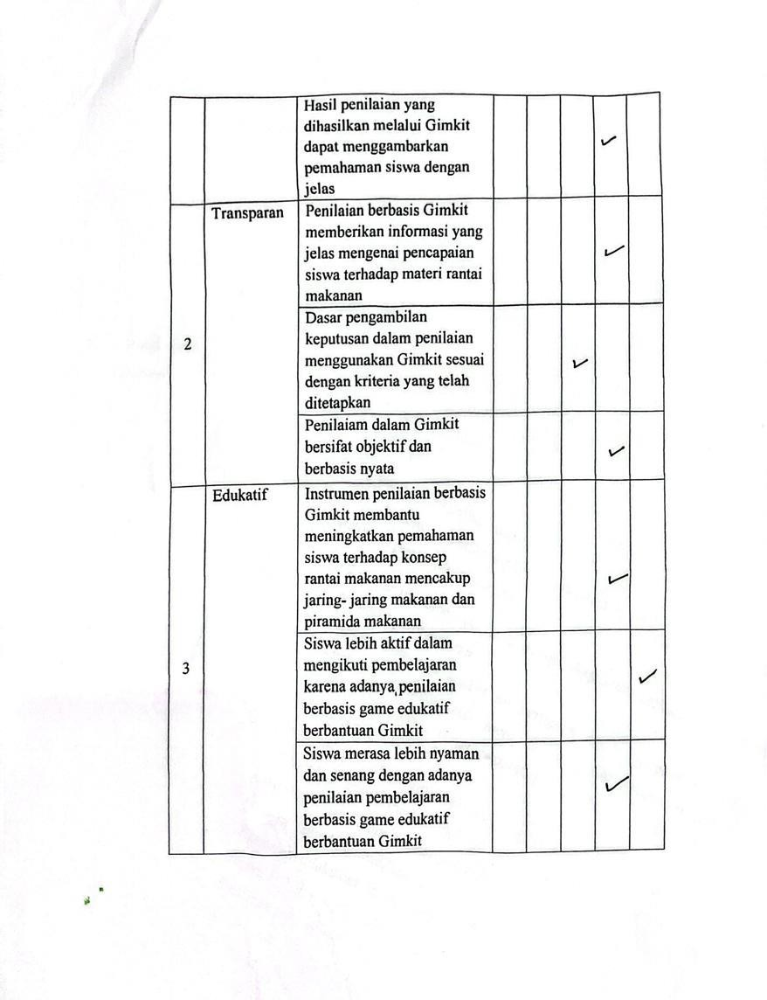 Hasil penilaian yang
dihasilkan melalui Gimkit
dapat menggambarkan
pemahaman siswa dengan
jelas
Transparan
Penilaian berbasis Gimkit
memberikan informasi yang
jelas mengenai pencapaian
siswa terhadap materi rantai
makanan
2
Dasar pengambilan
keputusan dalam penilaian
menggunakan Gimkit sesuai
dengan kriteria yang telah
ditetapkan
Penilaiam dalam Gimkit
bersifat objektif dan
berbasis nyata
Edukatif
Instrumen penilaian berbasis
Gimkit membantu
meningkatkan pemahaman
siswa terhadap konsep
rantai makanan mencakup
jaring- jaring makanan dan
piramida makanan
3
Siswa lebih aktif dalam
mengikuti pembelajaran
karena adanya penilaian
berbasis game edukatif
berbantuan Gimkit
Siswa merasa lebih nyaman
dan senang dengan adanya
penilaian pembelajaran
berbasis game edukatif
berbantuan Gimkit